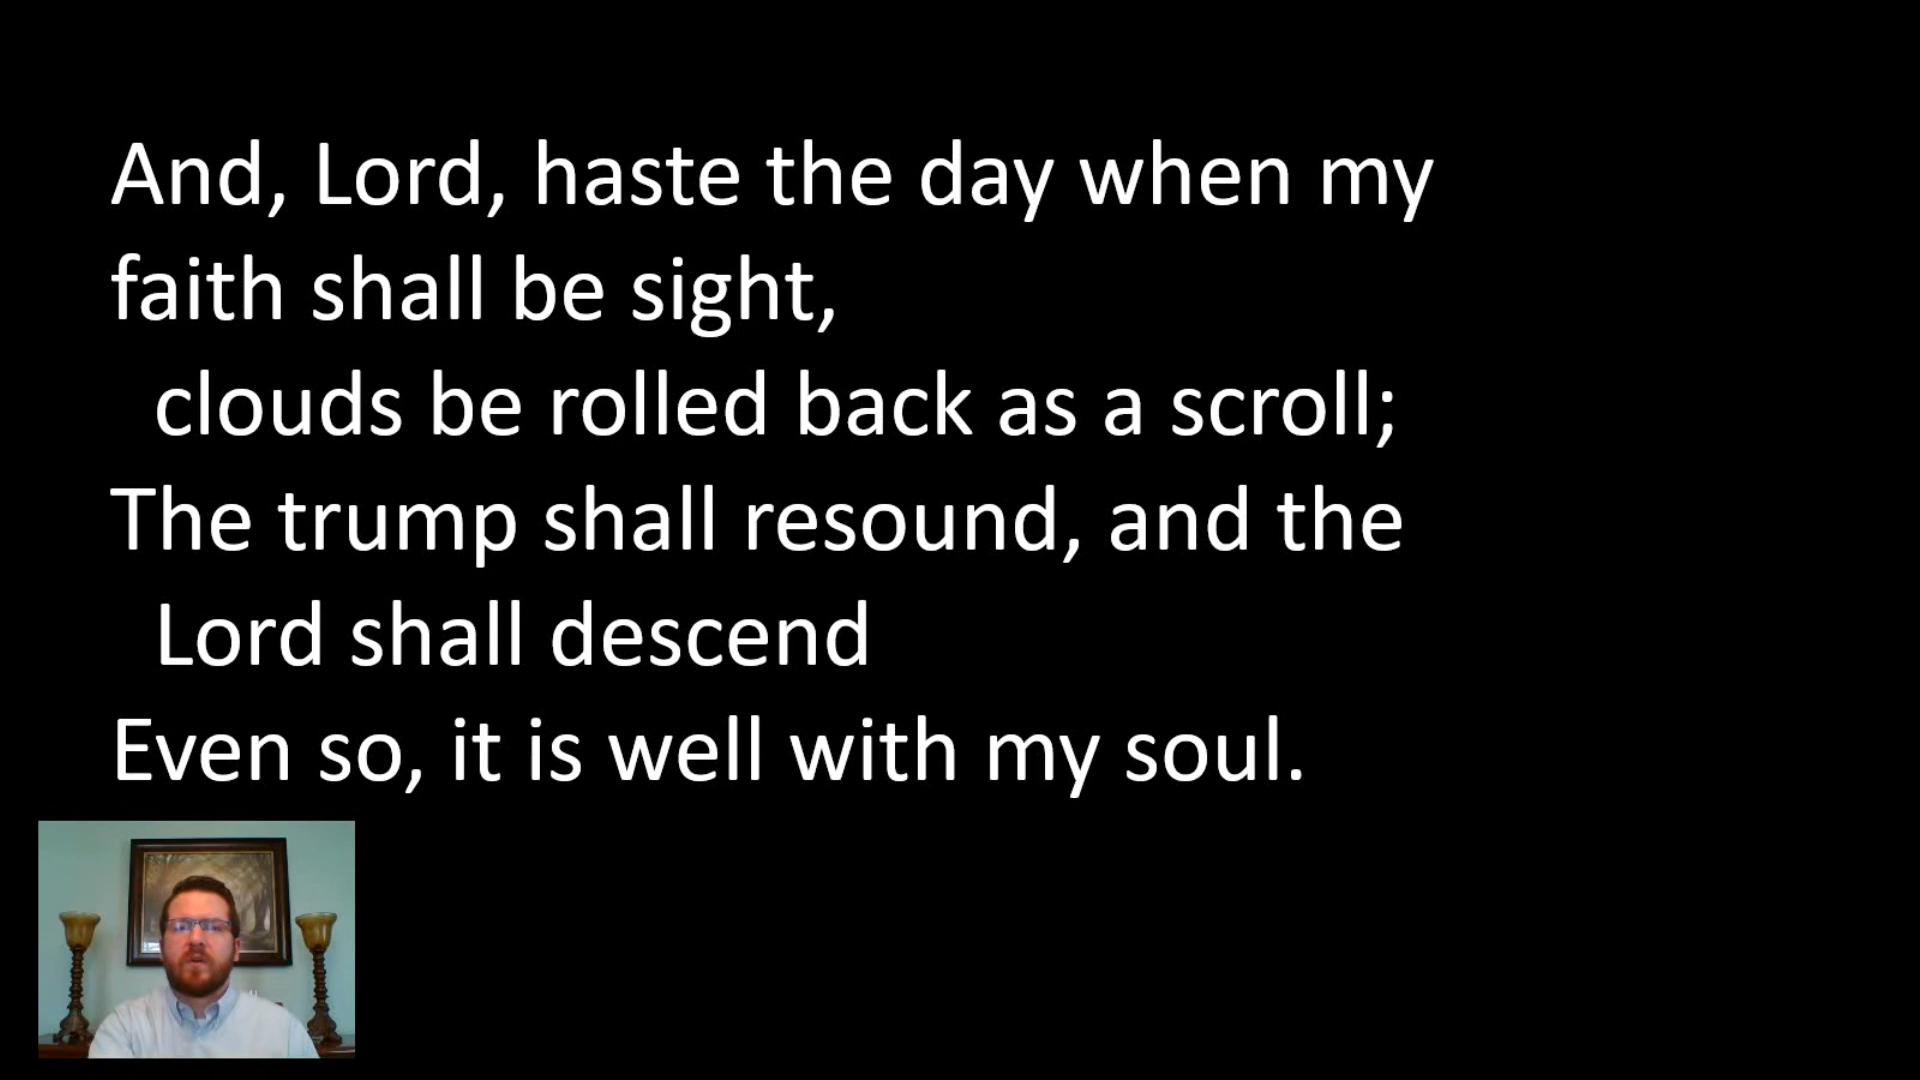 And, Lord, haste the day when my
faith shall be sight,
clouds be rolled back as a scroll;
The trump shall resound, and the
Lord shall descend
Even so, it is well with my soul.